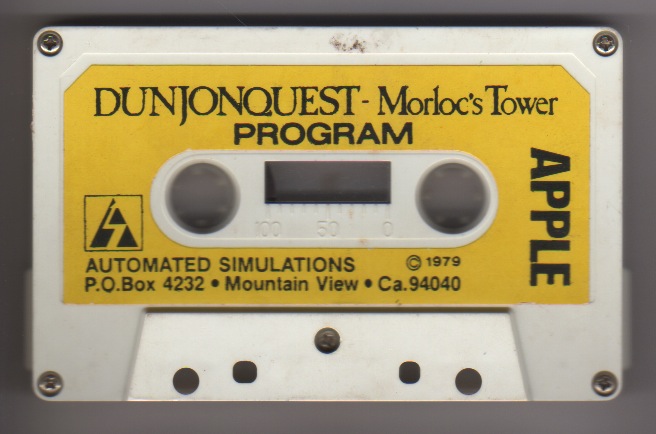 DUNJONQUEST - Morloc's Tower
PROGRAM
APPLE
100 50 0
AUTOMATED SIMULATIONS © 1979
P.O.Box 4232 • Mountain View • Ca.94040